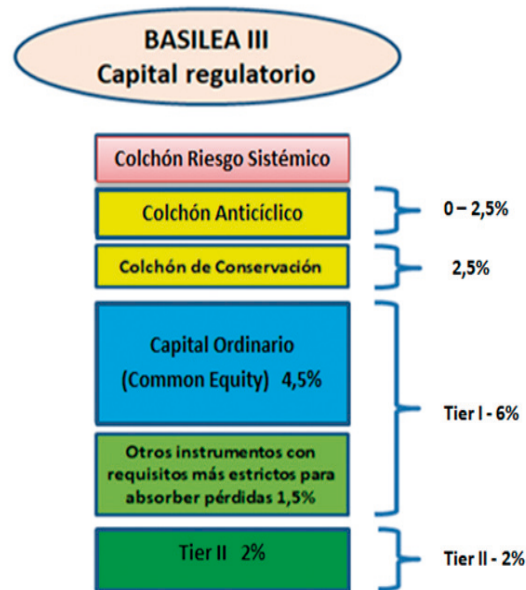 BASILEA III
Capital regulatorio
Colchón Riesgo Sistémico
Colchón Anticíclico
0 – 2,5%
Colchón de Conservación
2,5%
Capital Ordinario
(Common Equity) 4,5%
Tier I - 6%
Otros instrumentos con
requisitos más estrictos para
absorber pérdidas 1,5%
Tier II 2%
Tier II - 2%